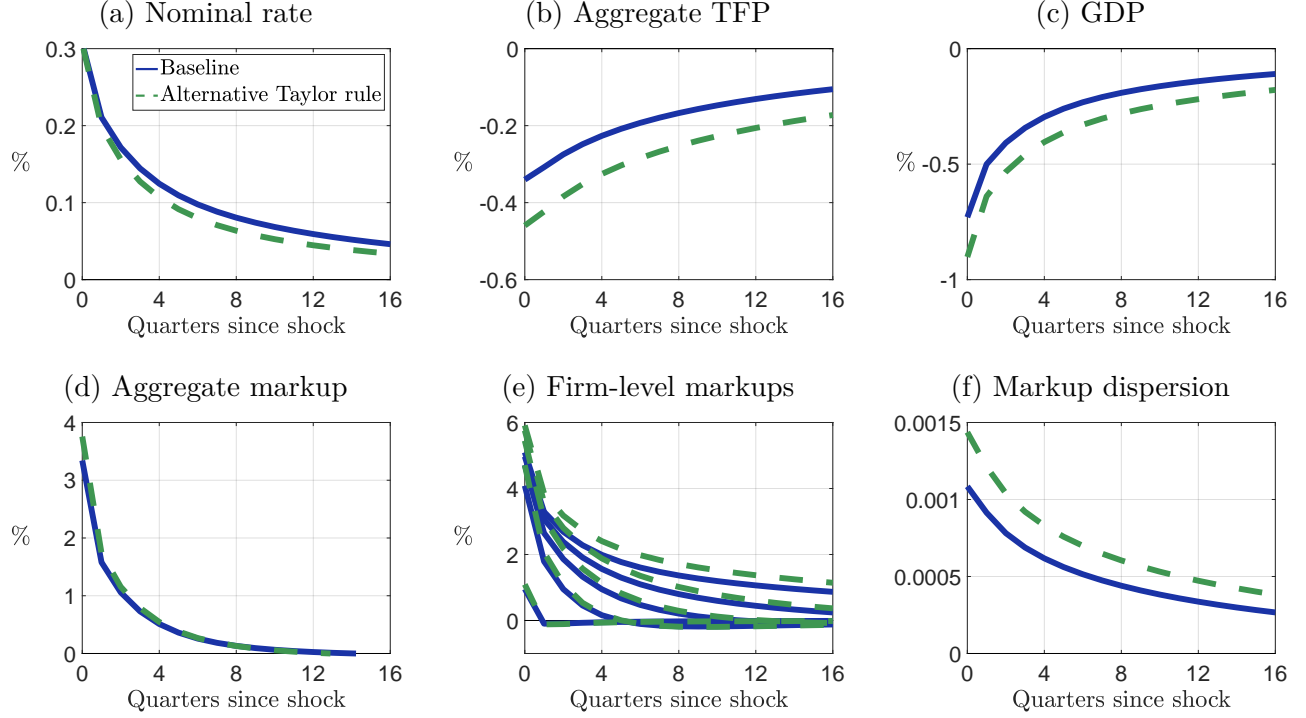 (a) Nominal rate
(b) Aggregate TFP
(c) GDP
0.3
0.2
0.1
0
%
Baseline
Alternative Taylor rule
0 4 8 12 16
Quarters since shock
0
-0.2
-0.4
-0.6
%
0 4 8 12 16
Quarters since shock
0
-0.5
-1
%
0 4 8 12 16
Quarters since shock
(d) Aggregate markup
(e) Firm-level markups
(f) Markup dispersion
4
3
2
1
0
%
0 4 8 12 16
Quarters since shock
6
4
2
0
%
0 4 8 12 16
Quarters since shock
0.0015
0.001
0.0005
0
0 4 8 12 16
Quarters since shock